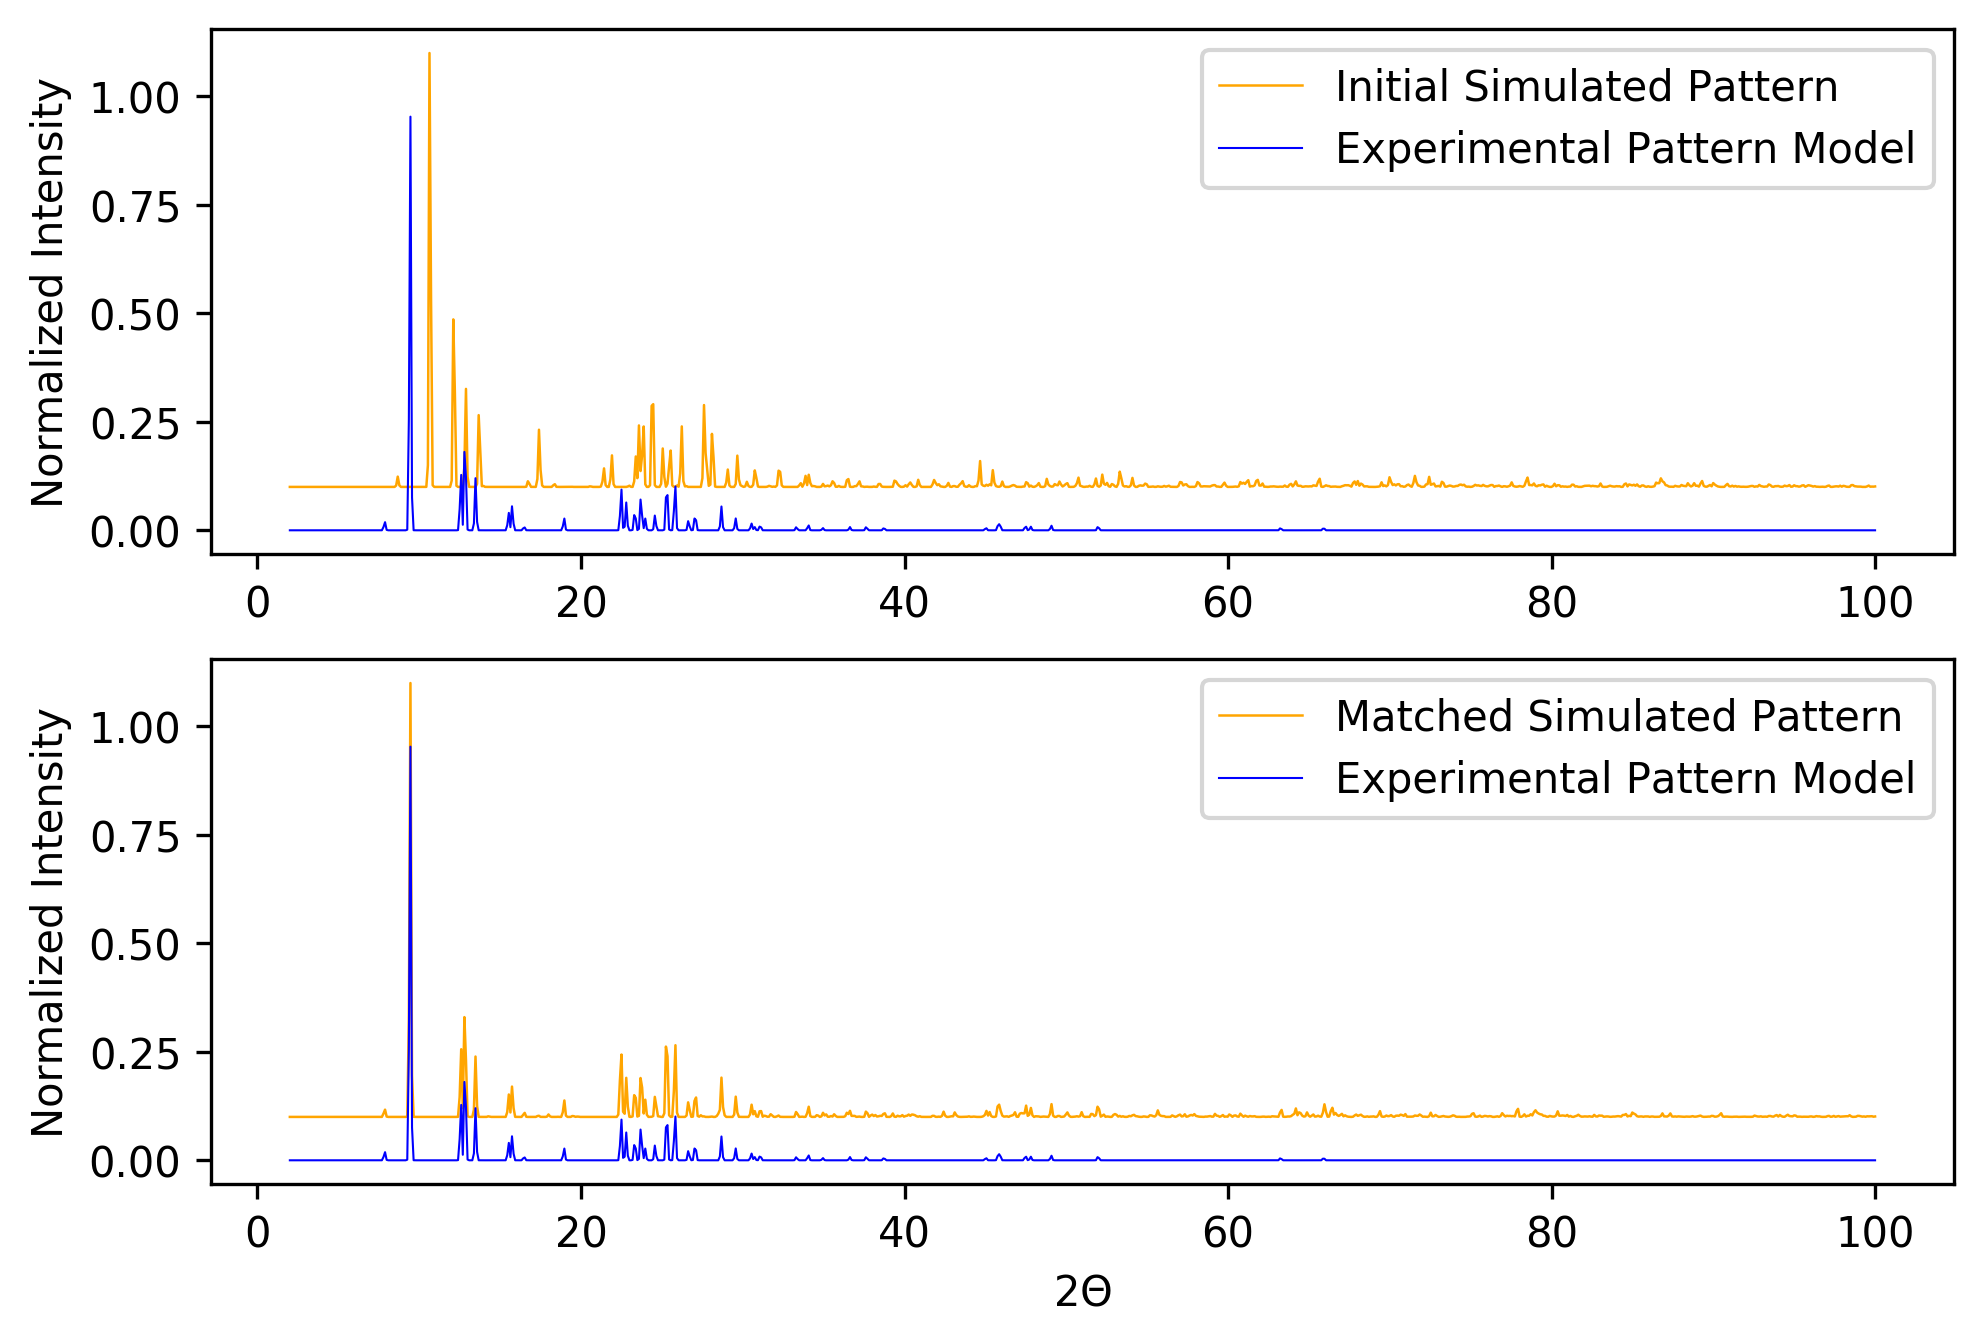 Normalized Intensity
1.00
0.75
0.50
0.25
0.00
Initial Simulated Pattern
Experimental Pattern Model
0 20 40 60 80 100
Normalized Intensity
1.00
0.75
0.50
0.25
0.00
Matched Simulated Pattern
Experimental Pattern Model
0 20 40 60 80 100
2Θ